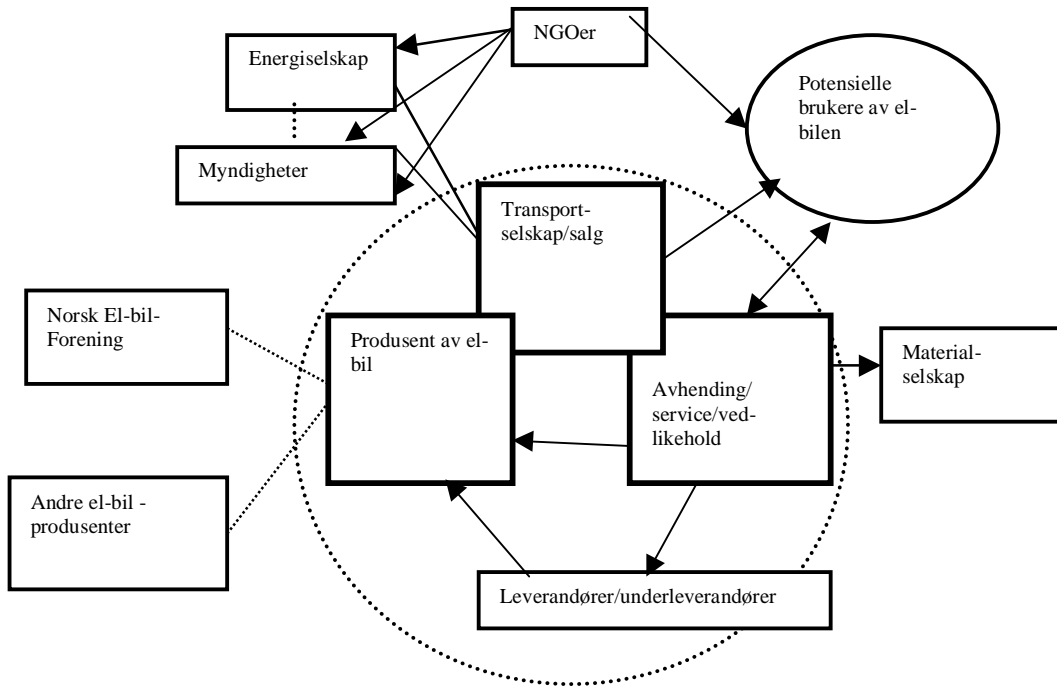 NGOer
Energiselskap
Potensielle
brukere av el-
bilen
Myndigheter
Transport-
selskap/salg
Norsk El-bil-
Forening
Produsent av el-
bil
Material-
selskap
Avhending/
service/ved-
likehold
Andre el-bil -
produsenter
Leverandører/underleverandører